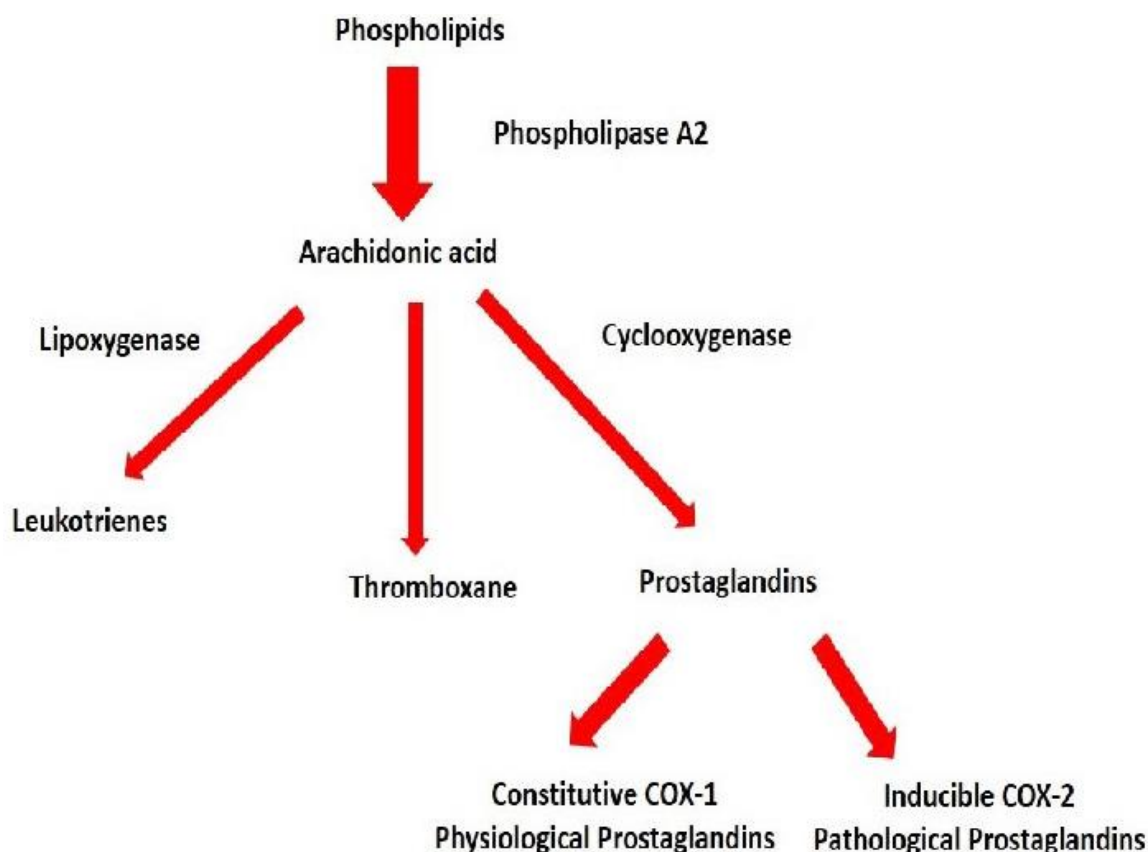 Phospholipids
Phospholipase A2
Arachidonic acid
Lipoxygenase
Cyclooxygenase
Leukotrienes
Thromboxane
Prostaglandins
Constitutive COX-1
Physiological Prostaglandins
Inducible COX-2
Pathological Prostaglandins